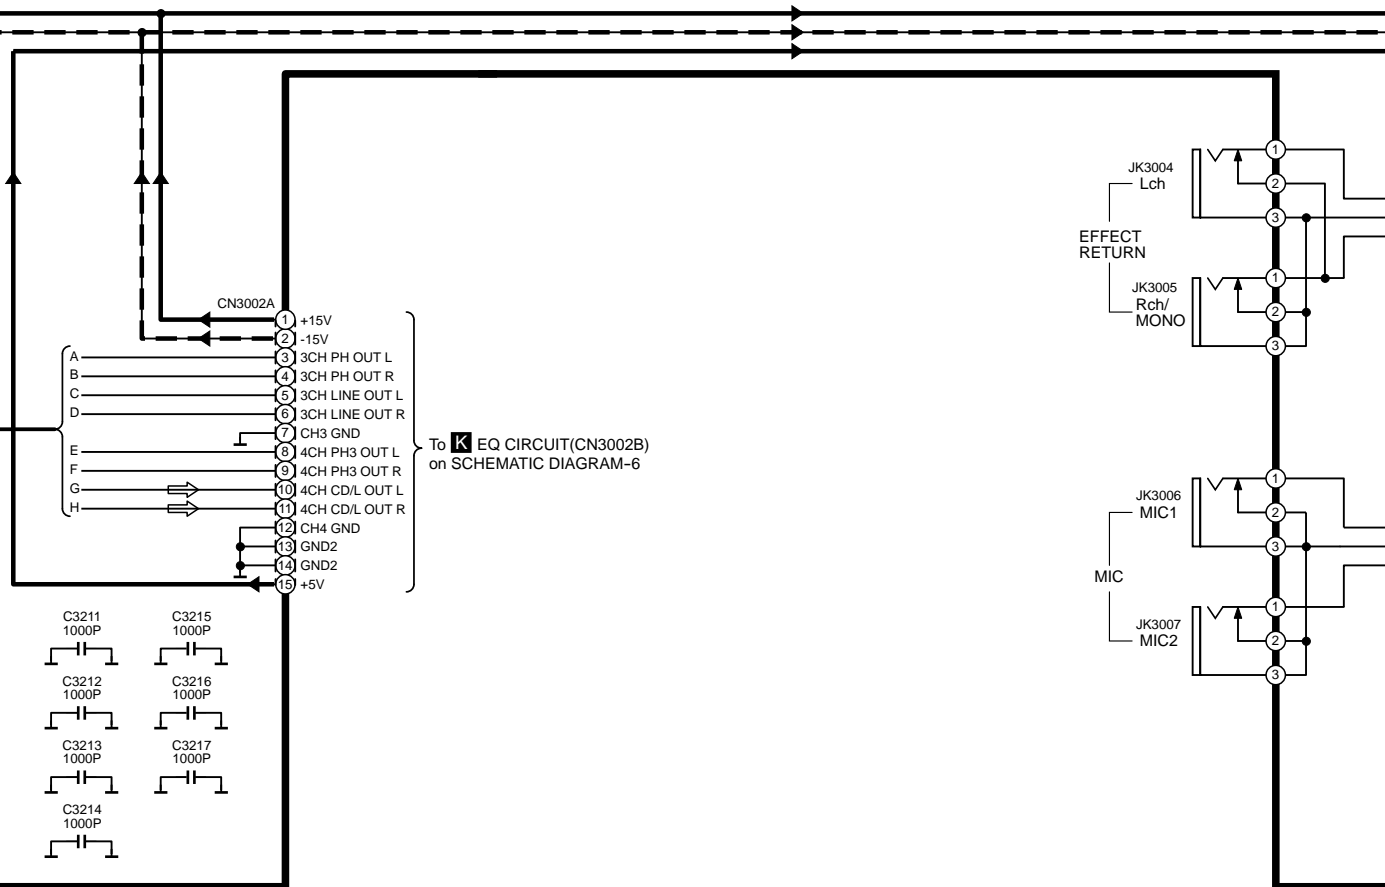 CN3002A
1 +15V
2 -15V
A 3 3CH PH OUT L
B 4 3CH PH OUT R
C 5 3CH LINE OUT L
D 6 3CH LINE OUT R
7 CH3 GND
E 8 4CH PH3 OUT L
F 9 4CH PH3 OUT R
G 10 4CH CD/L OUT L
H 11 4CH CD/L OUT R
12 CH4 GND
13 GND2
14 GND2
15 +5V
To K EQ CIRCUIT(CN3002B)
on SCHEMATIC DIAGRAM-6
C3211
1000P
C3215
1000P
C3212
1000P
C3216
1000P
C3213
1000P
C3217
1000P
C3214
1000P
EFFECT
RETURN
JK3004
Lch
1
2
3
JK3005
Rch/
MONO
1
2
3
MIC
JK3006
MIC1
1
2
3
JK3007
MIC2
1
2
3